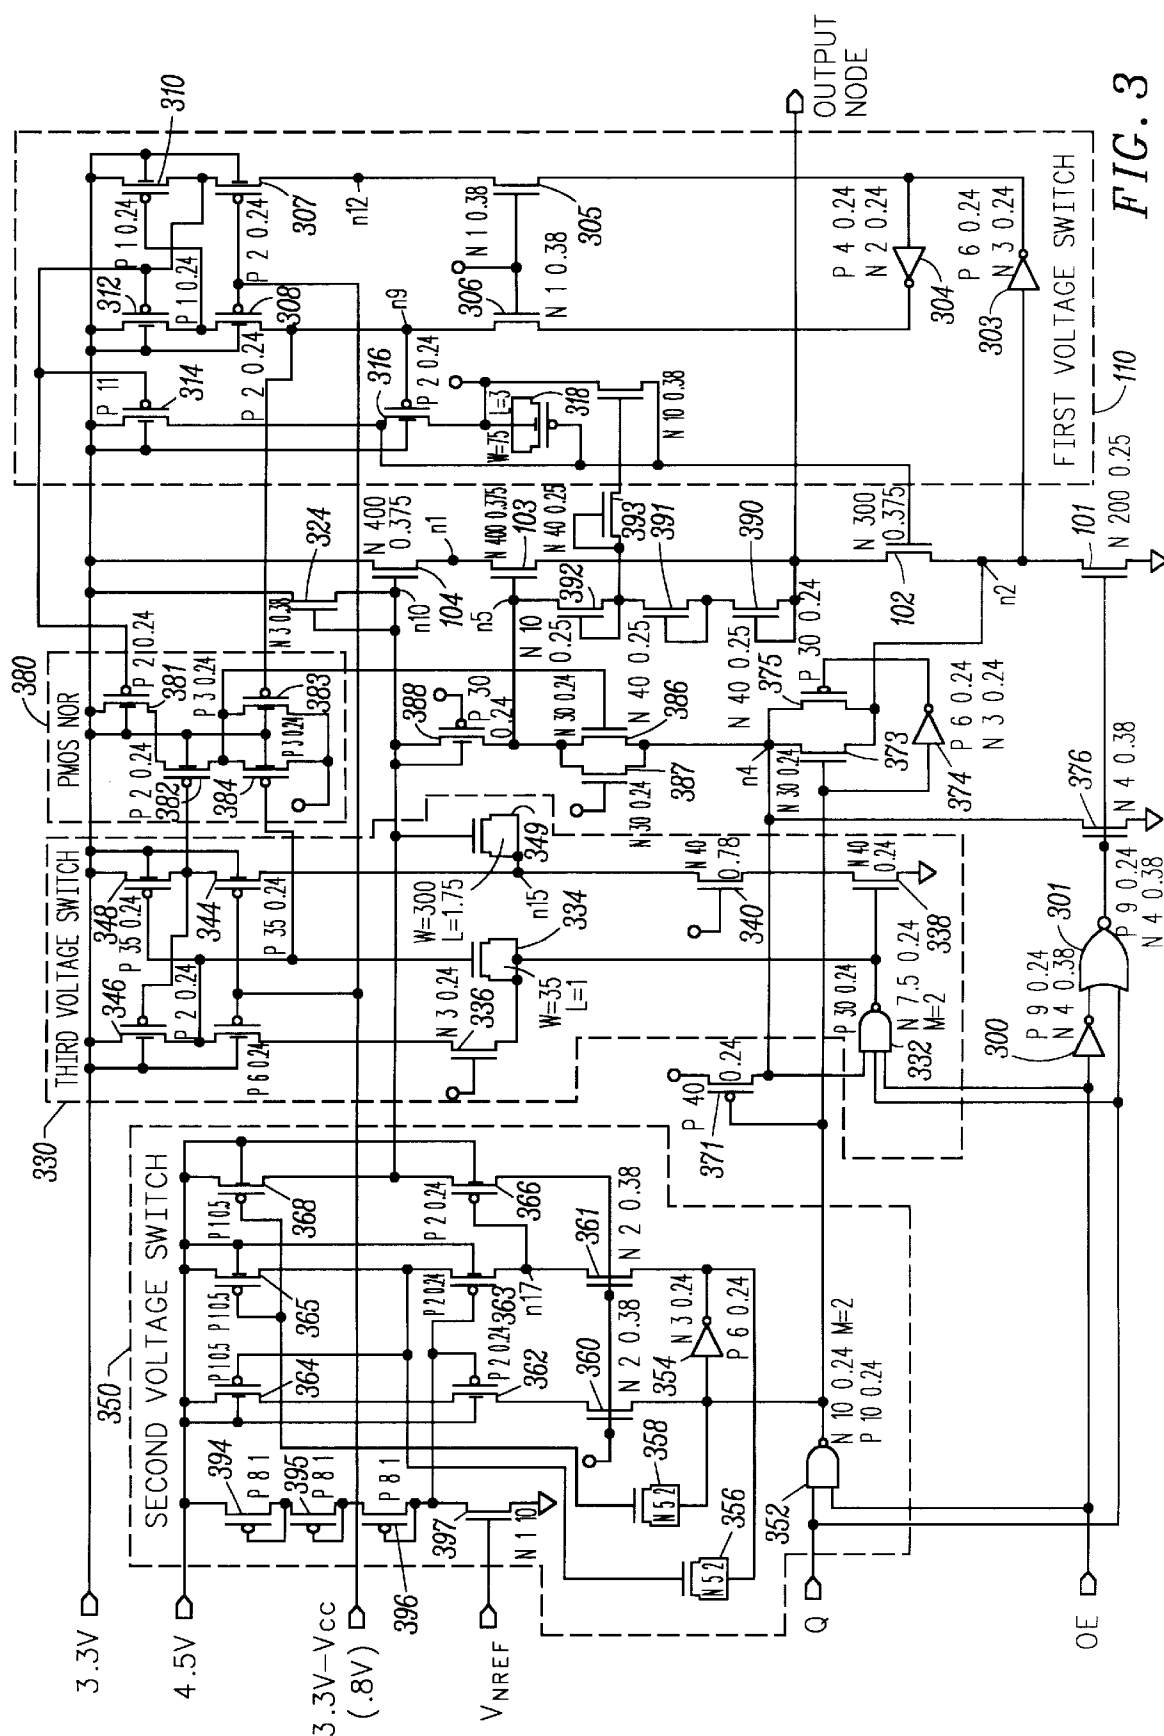 FIG. 3
3.3V
4.5V
3.3V-VCC
(.8V)
VNREF
Q
OE
OUTPUT
NODE
350
SECOND VOLTAGE SWITCH
394
P 8 1
395
P 8 1
396
P 8 1
397
N 1 10
P10.5
P10.5
364
365
P10.5
368
P 2 0.24
362
P 2 0.24
363
P 2 0.24
366
n17
360
N 2 0.38
361
N 2 0.38
354
N 3 0.24
P 6 0.24
358
N 5 2
356
N 5 2
352
N 10 0.24 M=2
P 10 0.24
330
THIRD VOLTAGE SWITCH
346
P 2 0.24
348
P 35 0.24
344
P 35 0.24
P 6 0.24
N 3 0.24
336
334
W=35
L=1
W=300
L=1.75
349
n15
340
N 40
0.78
338
N 40
0.24
P 30 0.24
332
N 7.5 0.24
M=2
P 40
0.24
371
300
P 9 0.24
N 4 0.38
301
P 9 0.24
N 4 0.38
376
N 4 0.38
380
PMOS NOR
381
P 2 0.24
382
P 2 0.24
383
P 3 0.24
384
P 3 0.24
324
N 3 0.38
388
P 30
0.24
N 30 0.24
386
387
N 30 0.24
n4
N 30 0.24
373
375
P 30 0.24
374
P 6 0.24
N 3 0.24
n10
104
N 400
0.375
n1
n5
N 400 0.375
103
N 10
0.25
392
N 40 0.25
393
N 40 0.25
391
N 40 0.25
390
N 300
0.375
102
n2
101
N 200 0.25
P 11
314
312
P 1 0.24
P 1 0.24
310
308
P 2 0.24
P 2 0.24
307
n12
n9
316
P 2 0.24
W=75
L=3
318
N 10 0.38
306
N 1 0.38
N 1 0.38
305
P 4 0.24
N 2 0.24
304
P 6 0.24
N 3 0.24
303
FIRST VOLTAGE SWITCH
110